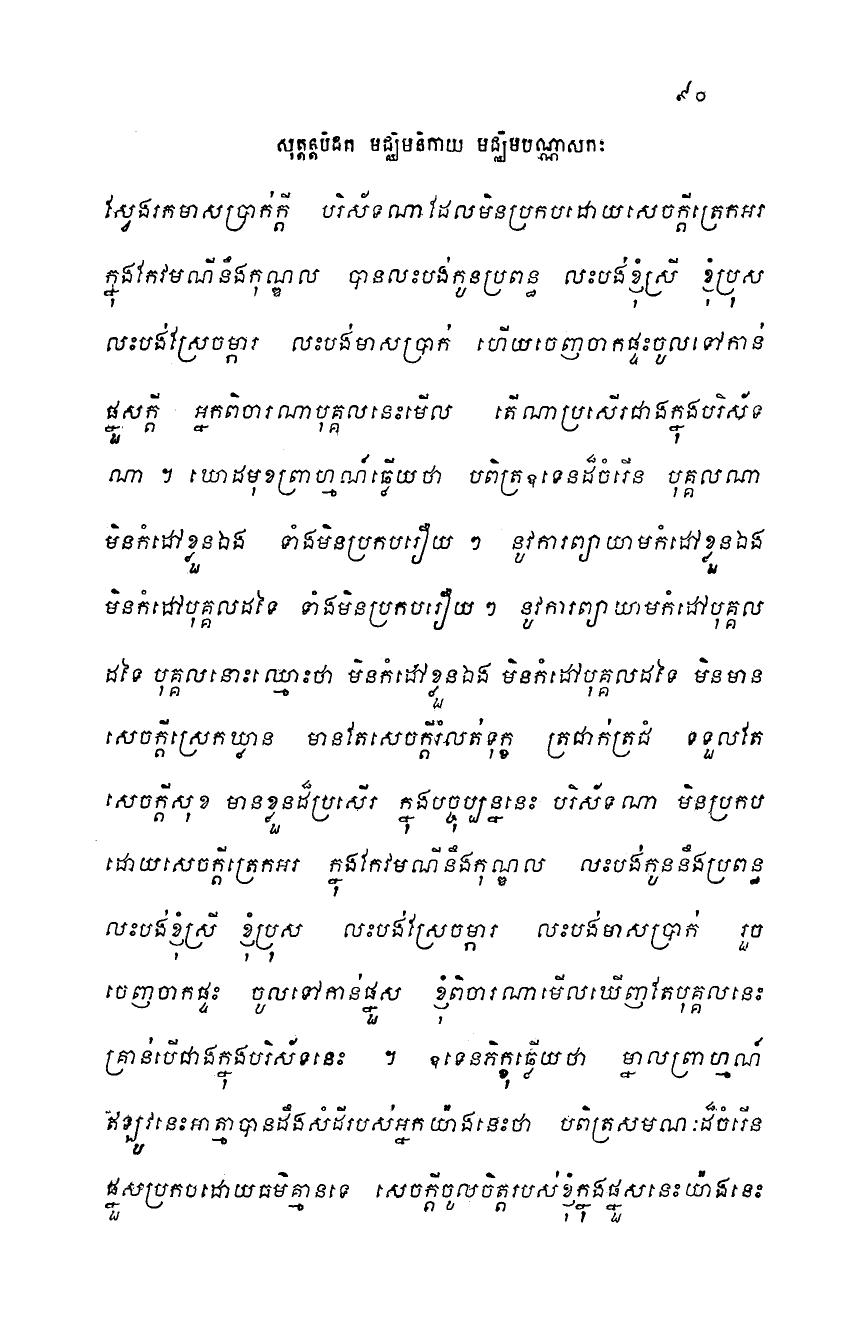 ៩០
សុត្តន្តបិដក មជ្ឈិមនិកាយ មជ្ឈិមបណ្ណាសកៈ
ស្វែងរកមាសប្រាក់ក្តី បរិស័ទណាដែលមិនប្រកបដោយសេចក្តីត្រេកអរ
ក្នុងកែវមណីនឹងកុណ្ឌល បានលះបង់កូនប្រពន្ធ លះបង់ខ្ញុំស្រី ខ្ញុំប្រុស
លះបង់ស្រែចម្ការ លះបង់មាសប្រាក់ ហើយចេញចាកផ្ទះចូលទៅកាន់
ផ្នួសក្តី អ្នកពិចារណាបុគ្គលនេះមើល តើណាប្រសើរជាងក្នុងបរិស័ទ
ណា ។ ឃោដមុខព្រាហ្មណ៍ធ្វើយថា បពិត្រឧទេនដ៏ចំរើន បុគ្គលណា
មិនកំដៅខ្លួនឯង ទាំងមិនប្រកបរឿយ ៗ នូវការព្យាយាមកំដៅខ្លួនឯង
មិនកំដៅបុគ្គលដទៃ ទាំងមិនប្រកបរឿយ ៗ នូវការព្យាយាមកំដៅបុគ្គល
ដទៃ បុគ្គលនោះឈ្មោះថា មិនកំដៅខ្លួនឯង មិនកំដៅបុគ្គលដទៃ មិនមាន
សេចក្តីស្រេកឃ្លាន មានតែសេចក្តីរំលត់ទុក្ខ ត្រជាក់ត្រជំ ទទួលតែ
សេចក្តីសុខ មានខ្លួនដ៏ប្រសើរ ក្នុងបច្ចុប្បន្ននេះ បរិស័ទណា មិនប្រកប
ដោយសេចក្តីត្រេកអរ ក្នុងកែវមណីនឹងកុណ្ឌល លះបង់កូននឹងប្រពន្ធ
លះបង់ខ្ញុំស្រី ខ្ញុំប្រុស លះបង់ស្រែចម្ការ លះបង់មាសប្រាក់ រួច
ចេញចាកផ្ទះ ចូលទៅកាន់ផ្នួស ខ្ញុំពិចារណាមើលឃើញតែបុគ្គលនេះ
គ្រាន់បើជាងក្នុងបរិស័ទនេះ ។ ឧទេនភិក្ខុធ្វើយថា ម្នាលព្រាហ្មណ៍
ឥឡូវនេះអាត្មាបានដឹងសំដីរបស់អ្នកយ៉ាងនេះថា បពិត្រសមណៈដ៏ចំរើន
ផ្នួសប្រកបដោយធម៌គ្មានទេ សេចក្តីចូលចិត្តរបស់ខ្ញុំក្នុងផ្នួសនេះយ៉ាងនេះ